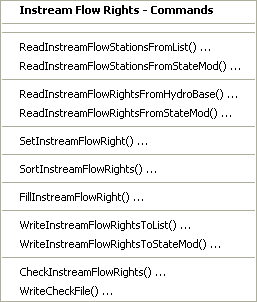 Instream Flow Rights - Commands
ReadInstreamFlowStationsFromList() ...
ReadInstreamFlowStationsFromStateMod() ...
ReadInstreamFlowRightsFromHydroBase() ...
ReadInstreamFlowRightsFromStateMod() ...
SetInstreamFlowRight() ...
SortInstreamFlowRights() ...
FillInstreamFlowRight() ...
WriteInstreamFlowRightsToList() ...
WriteInstreamFlowRightsToStateMod() ...
CheckInstreamFlowRights() ...
WriteCheckFile() ...